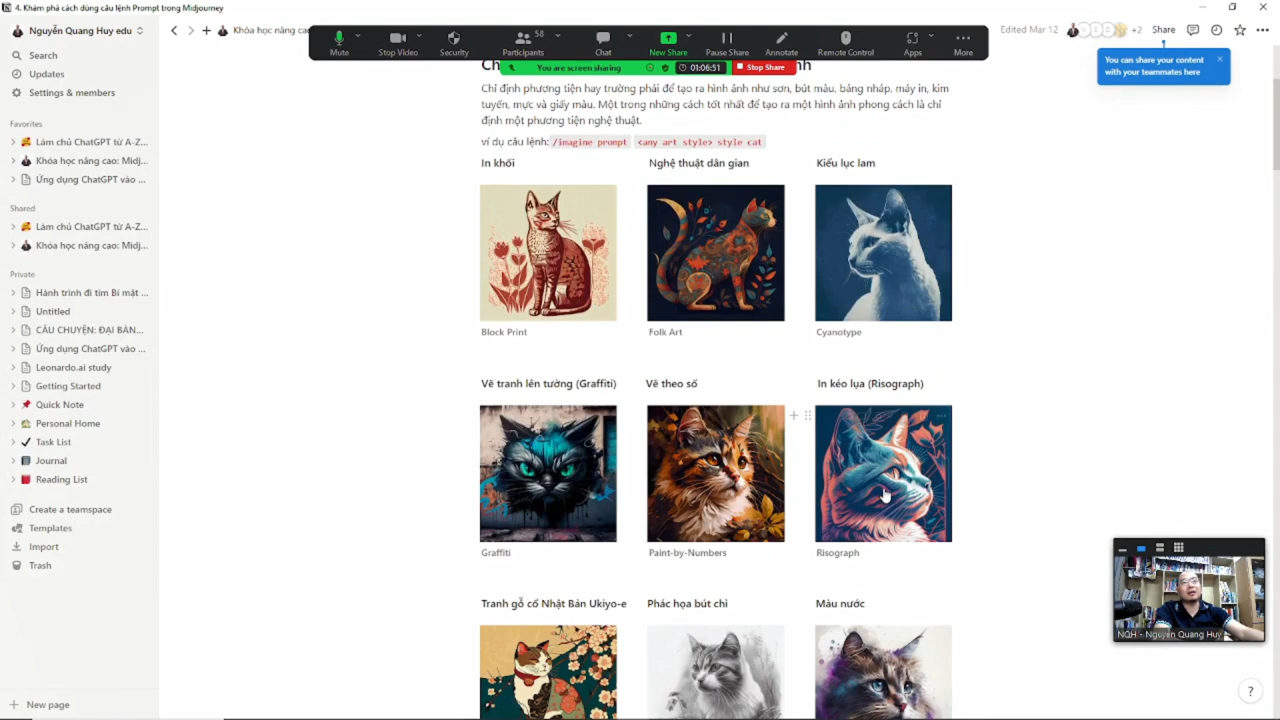 4. Khám phá cách dùng câu lệnh Prompt trong Midjourney
Nguyễn Quang Huy edu
Khóa học nâng cao
Edited Mar 12
+2
Share
Mute
Stop Video
Security
58
Participants
Chat
New Share
Pause Share
Annotate
Remote Control
Apps
More
You are screen sharing
01:06:51
Stop Share
You can share your content
with your teammates here
Search
Updates
Settings & members
Favorites
Làm chủ ChatGPT từ A-Z...
Khóa học nâng cao: Midj...
Ứng dụng ChatGPT vào ...
Shared
Làm chủ ChatGPT từ A-Z...
Khóa học nâng cao: Midj...
Private
Hành trình đi tìm Bí mật ...
Untitled
CÂU CHUYỆN: ĐẠI BÀN...
Ứng dụng ChatGPT vào ...
Leonardo.ai study
Getting Started
Quick Note
Personal Home
Task List
Journal
Reading List
Create a teamspace
Templates
Import
Trash
New page
Chỉ định phương tiện hay trường phái để tạo ra hình ảnh như sơn, bút màu, bảng nháp, máy in, kim
tuyến, mực và giấy màu. Một trong những cách tốt nhất để tạo ra một hình ảnh phong cách là chỉ
định một phương tiện nghệ thuật.
ví dụ câu lệnh: /imagine prompt <any art style> style cat
In khối
Nghệ thuật dân gian
Kiểu lục lam
Block Print
Folk Art
Cyanotype
Vẽ tranh lên tường (Graffiti)
Vẽ theo số
In kéo lụa (Risograph)
Graffiti
Paint-by-Numbers
Risograph
Tranh gỗ cổ Nhật Bản Ukiyo-e
Phác họa bút chì
Màu nước
NQH - Nguyen Quang Huy
?